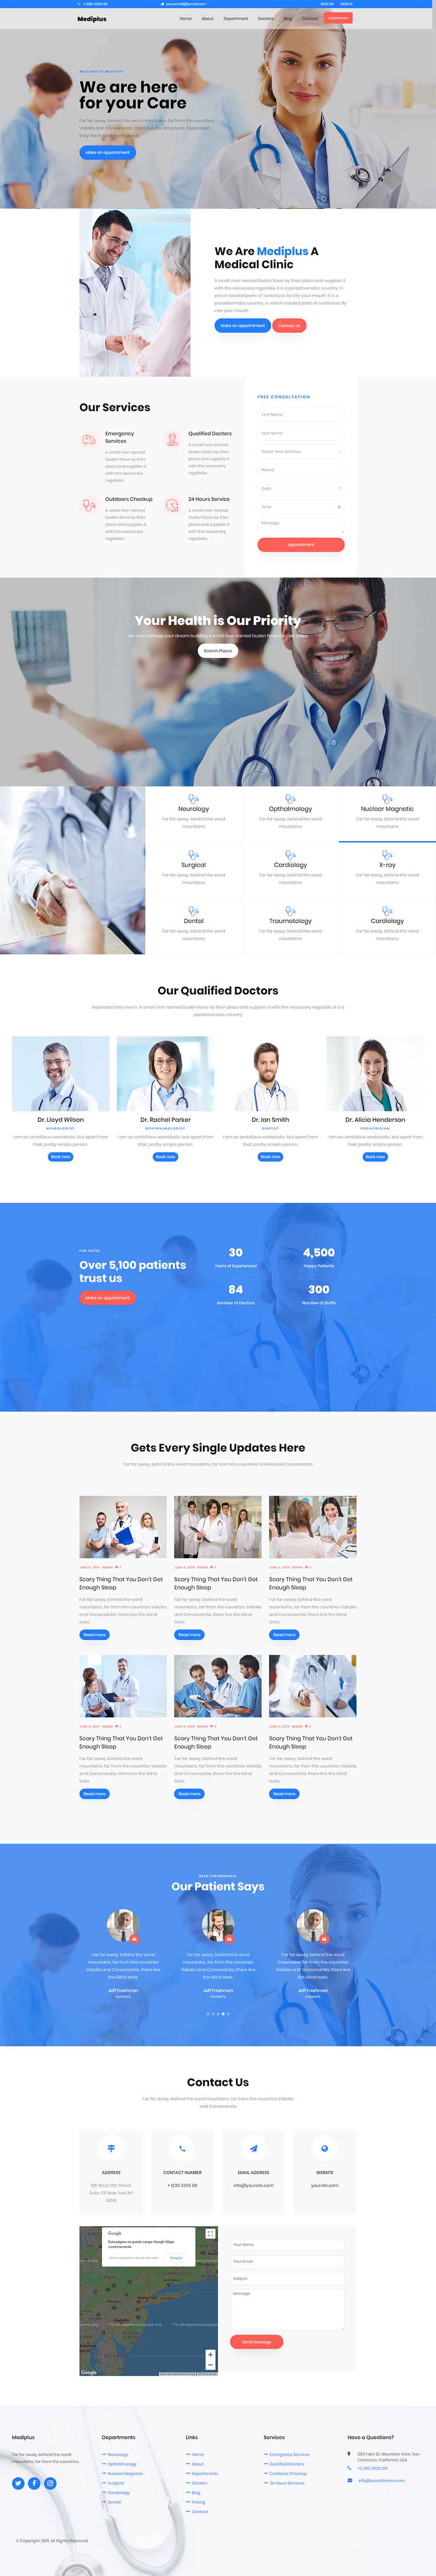 + 1235 2355 98
youremail@email.com
SIGN UP
SIGN IN
Mediplus
Home
About
Department
Doctors
Blog
Contact
Appointment
WELCOME TO MEDIPLUS
We are here
for your Care
Far far away, behind the word mountains, far from the countries
Vokalia and Consonantia, there live the blind texts. Separated
they live in
Make an appointment
We Are Mediplus A
Medical Clinic
A small river named Duden flows by their place and supplies it
with the necessary regelialia. It is a paradisematic country, in
which roasted parts of sentences fly into your mouth. It is a
paradisematic country, in which roasted parts of sentences fly
into your mouth.
Make an appointment
Contact us
Our Services
Emergency
Services
A small river named
Duden flows by their
place and supplies it
with the necessary
regelialia.
Qualified Doctors
A small river named
Duden flows by their
place and supplies it
with the necessary
regelialia.
Outdoors Checkup
A small river named
Duden flows by their
place and supplies it
with the necessary
regelialia.
24 Hours Service
A small river named
Duden flows by their
place and supplies it
with the necessary
regelialia.
FREE CONSULTATION
First Name
Last Name
Select Your Services
Phone
Date
Time
Message
Appointment
Your Health is Our Priority
We can manage your dream building A small river named Duden flows by their place
Search Places
Neurology
Far far away, behind the word
mountains
Opthalmology
Far far away, behind the word
mountains
Nuclear Magnetic
Far far away, behind the word
mountains
Surgical
Far far away, behind the word
mountains
Cardiology
Far far away, behind the word
mountains
X-ray
Far far away, behind the word
mountains
Dental
Far far away, behind the word
mountains
Traumatology
Far far away, behind the word
mountains
Cardiology
Far far away, behind the word
mountains
Our Qualified Doctors
Separated they live in. A small river named Duden flows by their place and supplies it with the necessary regelialia. It is a
paradisematic country
Dr. Lloyd Wilson
NEUROLOGIST
I am an ambitious workaholic, but apart from
that, pretty simple person.
Book now
Dr. Rachel Parker
OPHTHALMOLOGIST
I am an ambitious workaholic, but apart from
that, pretty simple person.
Book now
Dr. Ian Smith
DENTIST
I am an ambitious workaholic, but apart from
that, pretty simple person.
Book now
Dr. Alicia Henderson
PEDIATRICIAN
I am an ambitious workaholic, but apart from
that, pretty simple person.
Book now
FUN FACTS
Over 5,100 patients
trust us
Make an appointment
30
Years of Experienced
4,500
Happy Patients
84
Number of Doctors
300
Number of Staffs
Gets Every Single Updates Here
Far far away, behind the word mountains, far from the countries Vokalia and Consonantia
JUNE 9, 2019 ADMIN 3
Scary Thing That You Don't Get
Enough Sleep
Far far away, behind the word
mountains, far from the countries Vokalia
and Consonantia, there live the blind
texts.
Read more
JUNE 9, 2019 ADMIN 3
Scary Thing That You Don't Get
Enough Sleep
Far far away, behind the word
mountains, far from the countries Vokalia
and Consonantia, there live the blind
texts.
Read more
JUNE 9, 2019 ADMIN 3
Scary Thing That You Don't Get
Enough Sleep
Far far away, behind the word
mountains, far from the countries Vokalia
and Consonantia, there live the blind
texts.
Read more
JUNE 9, 2019 ADMIN 3
Scary Thing That You Don't Get
Enough Sleep
Far far away, behind the word
mountains, far from the countries Vokalia
and Consonantia, there live the blind
texts.
Read more
JUNE 9, 2019 ADMIN 3
Scary Thing That You Don't Get
Enough Sleep
Far far away, behind the word
mountains, far from the countries Vokalia
and Consonantia, there live the blind
texts.
Read more
JUNE 9, 2019 ADMIN 3
Scary Thing That You Don't Get
Enough Sleep
Far far away, behind the word
mountains, far from the countries Vokalia
and Consonantia, there live the blind
texts.
Read more
READ TESTIMONIALS
Our Patient Says
Far far away, behind the word
mountains, far from the countries
Vokalia and Consonantia, there live
the blind texts.
Jeff Freshman
PATIENTS
Far far away, behind the word
mountains, far from the countries
Vokalia and Consonantia, there live
the blind texts.
Jeff Freshman
PATIENTS
Far far away, behind the word
mountains, far from the countries
Vokalia and Consonantia, there live
the blind texts.
Jeff Freshman
PATIENTS
Contact Us
Far far away, behind the word mountains, far from the countries Vokalia
and Consonantia
ADDRESS
198 West 21th Street,
Suite 721 New York NY
10016
CONTACT NUMBER
+ 1235 2355 98
EMAIL ADDRESS
info@yoursite.com
WEBSITE
yoursite.com
Google
Esta página no puede cargar Google Maps
correctamente.
Aceptar
For development purposes only
Google
Your Name
Your Email
Subject
Message
Send Message
Mediplus
Far far away, behind the word
mountains, far from the countries.
Departments
Neurology
Opthalmology
Nuclear Magnetic
Surgical
Cardiology
Dental
Links
Home
About
Departments
Doctors
Blog
Pricing
Contact
Services
Emergency Services
Qualified Doctors
Outdoors Checkup
24 Hours Services
Have a Questions?
203 Fake St. Mountain View, San
Francisco, California, USA
+2 392 3929 210
info@yourdomain.com
© Copyright 2019. All Rights Reserved